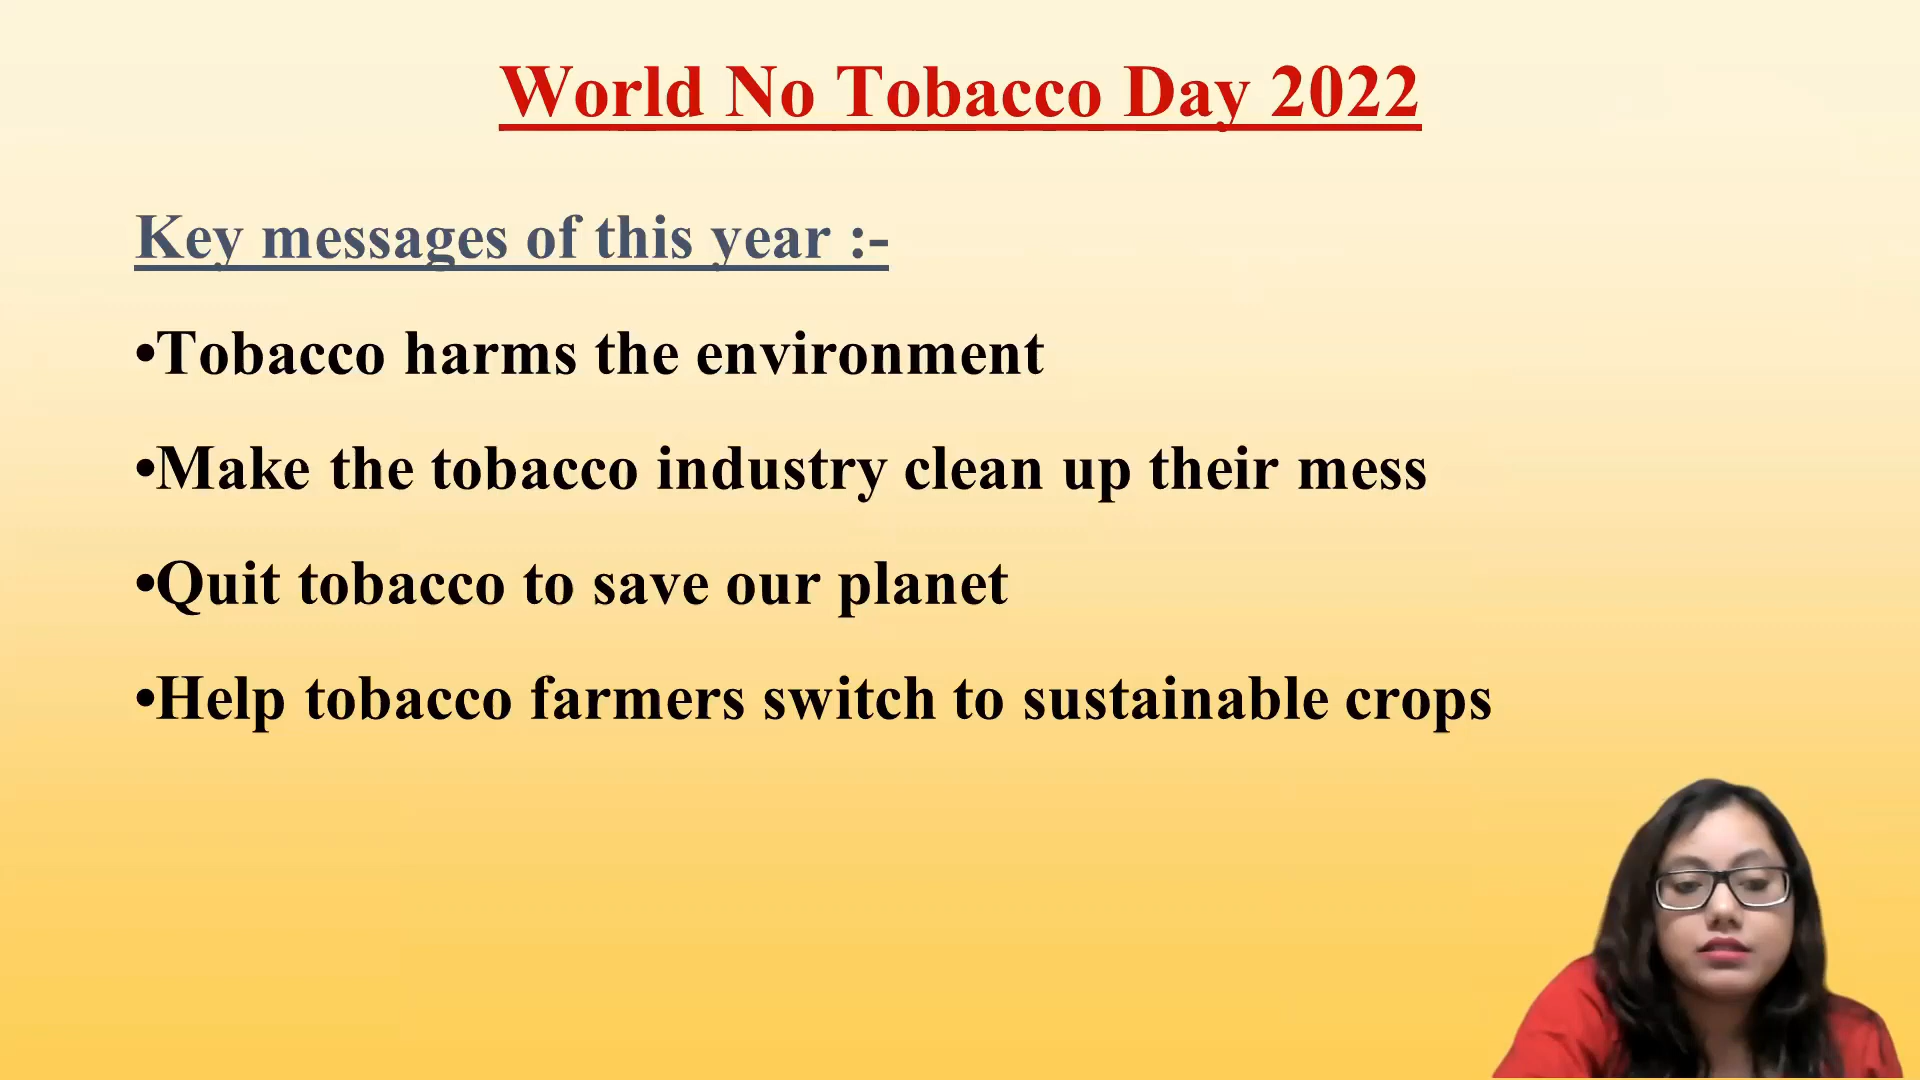 World No Tobacco Day 2022
Key messages of this year :-
•Tobacco harms the environment
•Make the tobacco industry clean up their mess
•Quit tobacco to save our planet
•Help tobacco farmers switch to sustainable crops